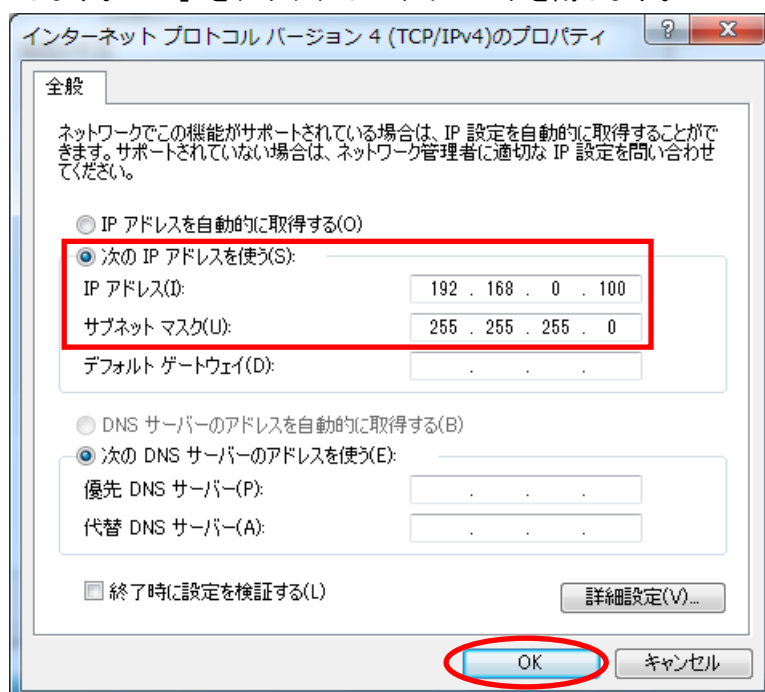 インターネット プロトコル バージョン 4 (TCP/IPv4)のプロパティ
全般
ネットワークでこの機能がサポートされている場合は、IP 設定を自動的に取得することがで
きます。サポートされていない場合は、ネットワーク管理者に適切な IP 設定を問い合わせ
てください。
IP アドレスを自動的に取得する(O)
次の IP アドレスを使う(S):
IP アドレス(I): 192 . 168 . 0 . 100
サブネット マスク(U): 255 . 255 . 255 . 0
デフォルト ゲートウェイ(D): . . .
DNS サーバーのアドレスを自動的に取得する(B)
次の DNS サーバーのアドレスを使う(E):
優先 DNS サーバー(P): . . .
代替 DNS サーバー(A): . . .
終了時に設定を検証する(L) 詳細設定(V)...
OK キャンセル